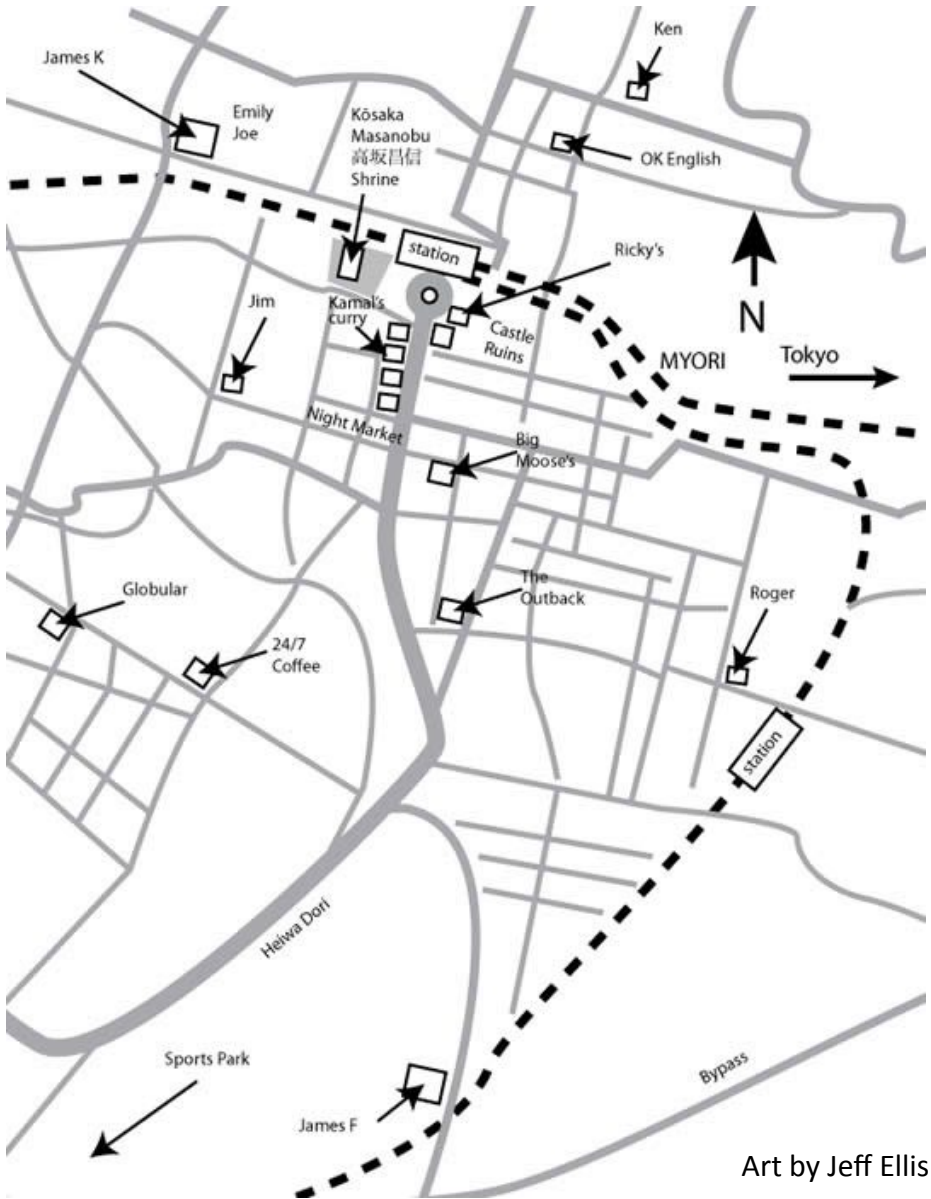 Ken
James K
Emily
Joe
Kōsaka
Masanobu
高坂昌信
Shrine
OK English
station
Ricky's
N
Jim
Kamal's
curry
Castle
Ruins
MYORI
Tokyo
Night Market
Big
Moose's
Globular
The
Outback
Roger
24/7
Coffee
station
Heiwa Dori
Sports Park
Bypass
James F
Art by Jeff Ellis